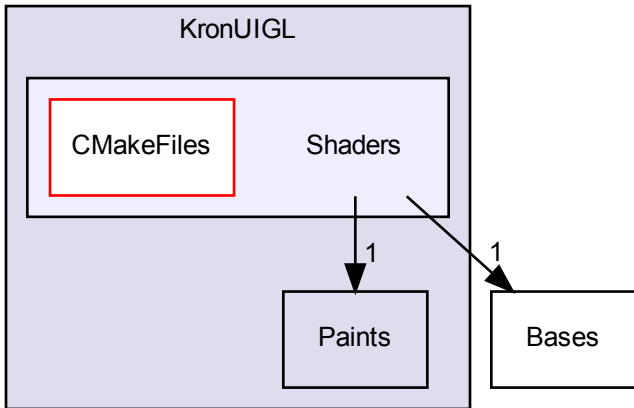 KronUIGL
CMakeFiles
Shaders
1
1
Paints
Bases